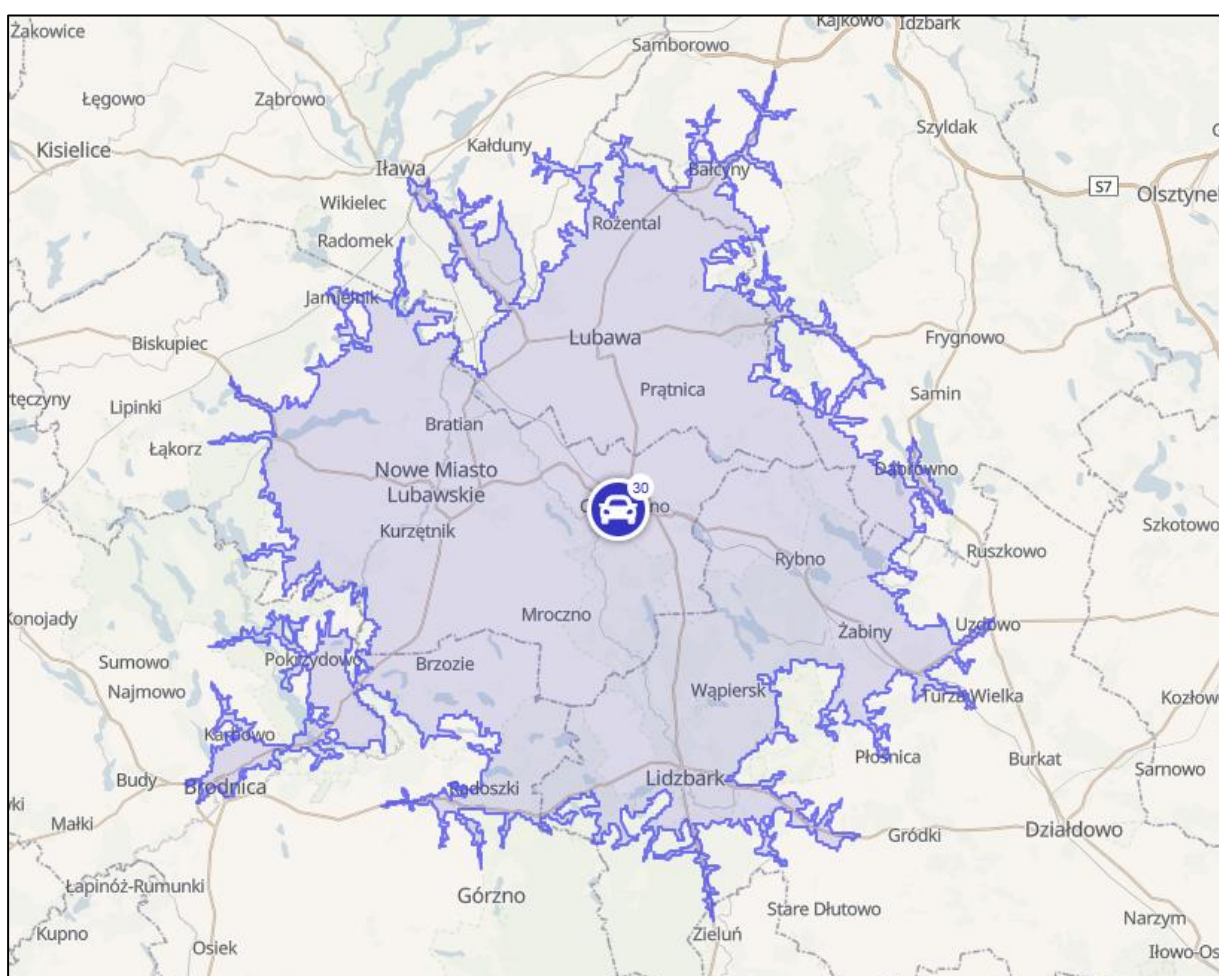 Żakowice
Kajkowo
Idzbark
Samborowo
Łęgowo
Ząbrowo
Szyldak
Kisielice
Kałduny
Iława
Bałcyny
S7
Olsztynek
Wikielec
Rożental
Radomek
Jamielnik
Biskupiec
Lubawa
Frygnowo
Prątnica
Samin
Lipinki
Bratian
Łąkorz
Nowe Miasto
Lubawskie
Dąbrówno
30
Kurzętnik
Szkotowo
Ruszkowo
Rybno
Konojady
Mroczno
Żabiny
Uzdowo
Sumowo
Pokrzydowo
Brzozie
Najmowo
Wąpiersk
Turza Wielka
Kozłow
Karbowo
Płośnica
Burkat
Sarnowo
Budy
Brodnica
Radoszki
Lidzbark
Małki
Gródki
Działdowo
Łapinóż-Rumunki
Górzno
Stare Dłutowo
Narzym
Kupno
Osiek
Zieluń
Iłowo-Os